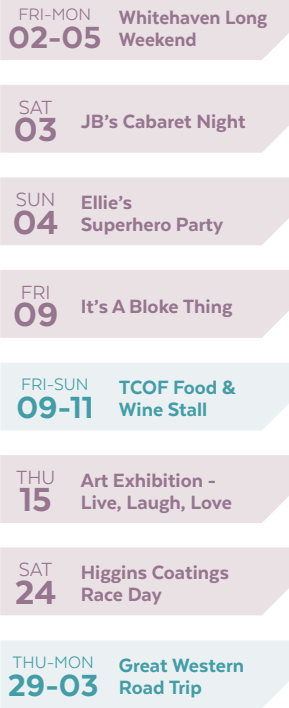 FRI-MON
02-05
Whitehaven Long
Weekend
SAT
03
JB's Cabaret Night
SUN
04
Ellie's
Superhero Party
FRI
09
It's A Bloke Thing
FRI-SUN
09-11
TCOF Food &
Wine Stall
THU
15
Art Exhibition -
Live, Laugh, Love
SAT
24
Higgins Coatings
Race Day
THU-MON
29-03
Great Western
Road Trip